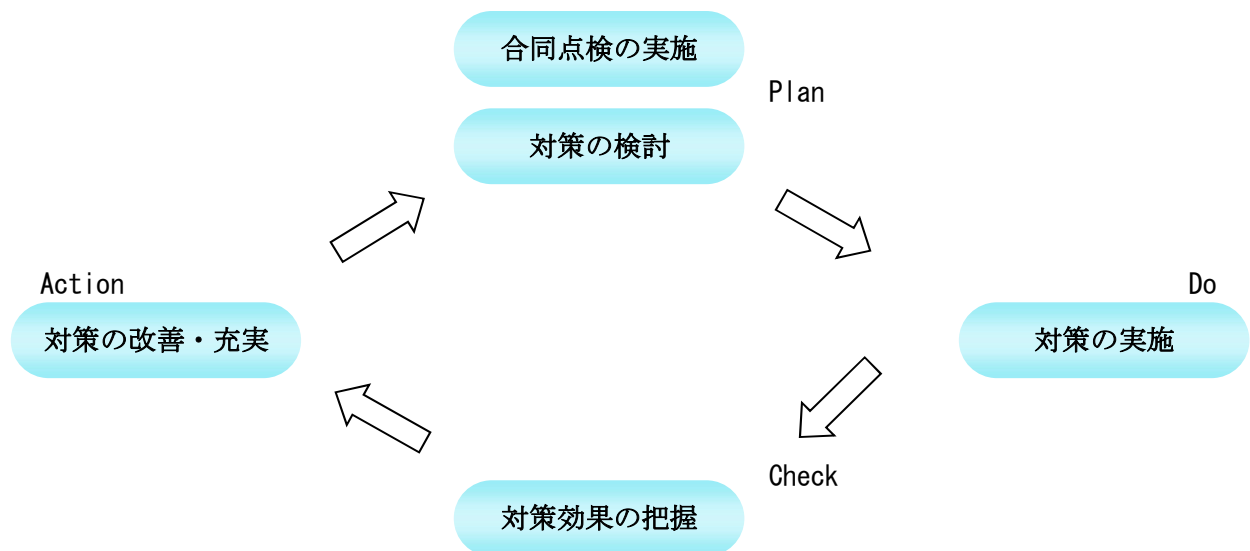 合同点検の実施
Plan
対策の検討
Action
Do
対策の改善・充実
対策の実施
Check
対策効果の把握